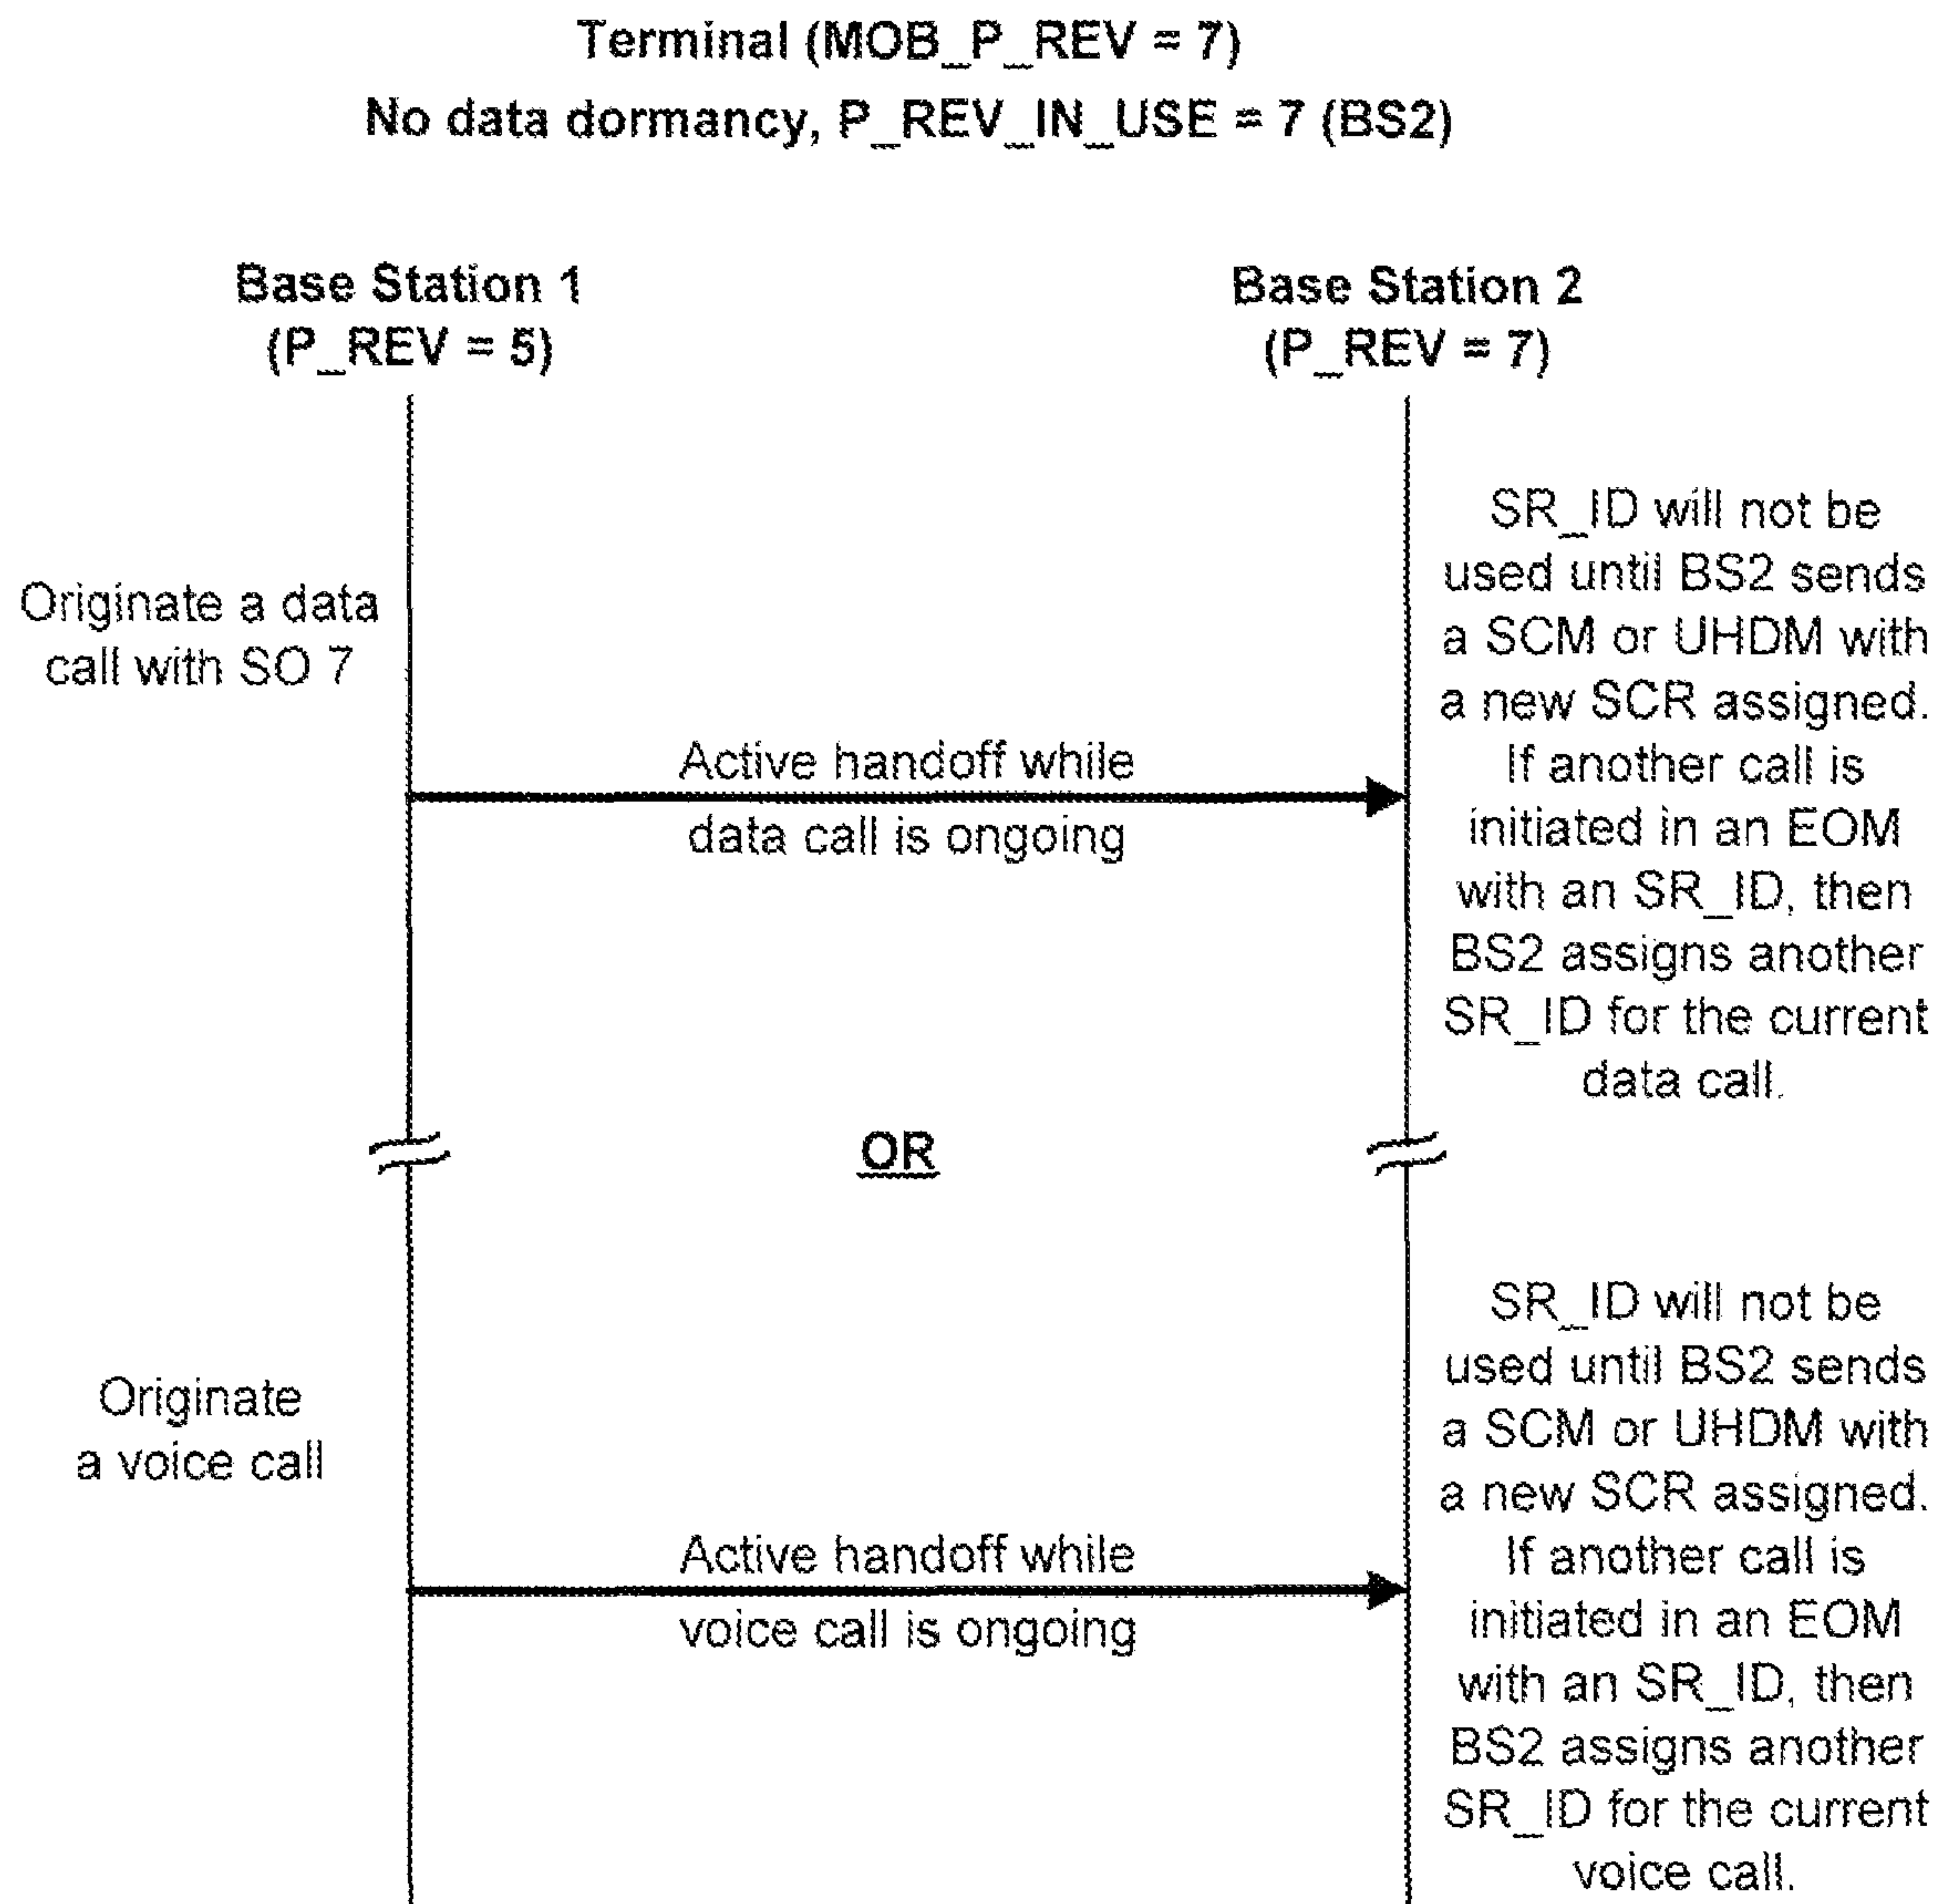 Terminal (MOB_P_REV = 7)
No data dormancy, P_REV_IN_USE = 7 (BS2)
Base Station 1
(P_REV = 5)
Base Station 2
(P_REV = 7)
Originate a data
call with SO 7
Active handoff while
data call is ongoing
SR_ID will not be
used until BS2 sends
a SCM or UHDM with
a new SCR assigned.
If another call is
initiated in an EOM
with an SR_ID, then
BS2 assigns another
SR_ID for the current
data call.
OR
Originate
a voice call
Active handoff while
voice call is ongoing
SR_ID will not be
used until BS2 sends
a SCM or UHDM with
a new SCR assigned.
If another call is
initiated in an EOM
with an SR_ID, then
BS2 assigns another
SR_ID for the current
voice call.